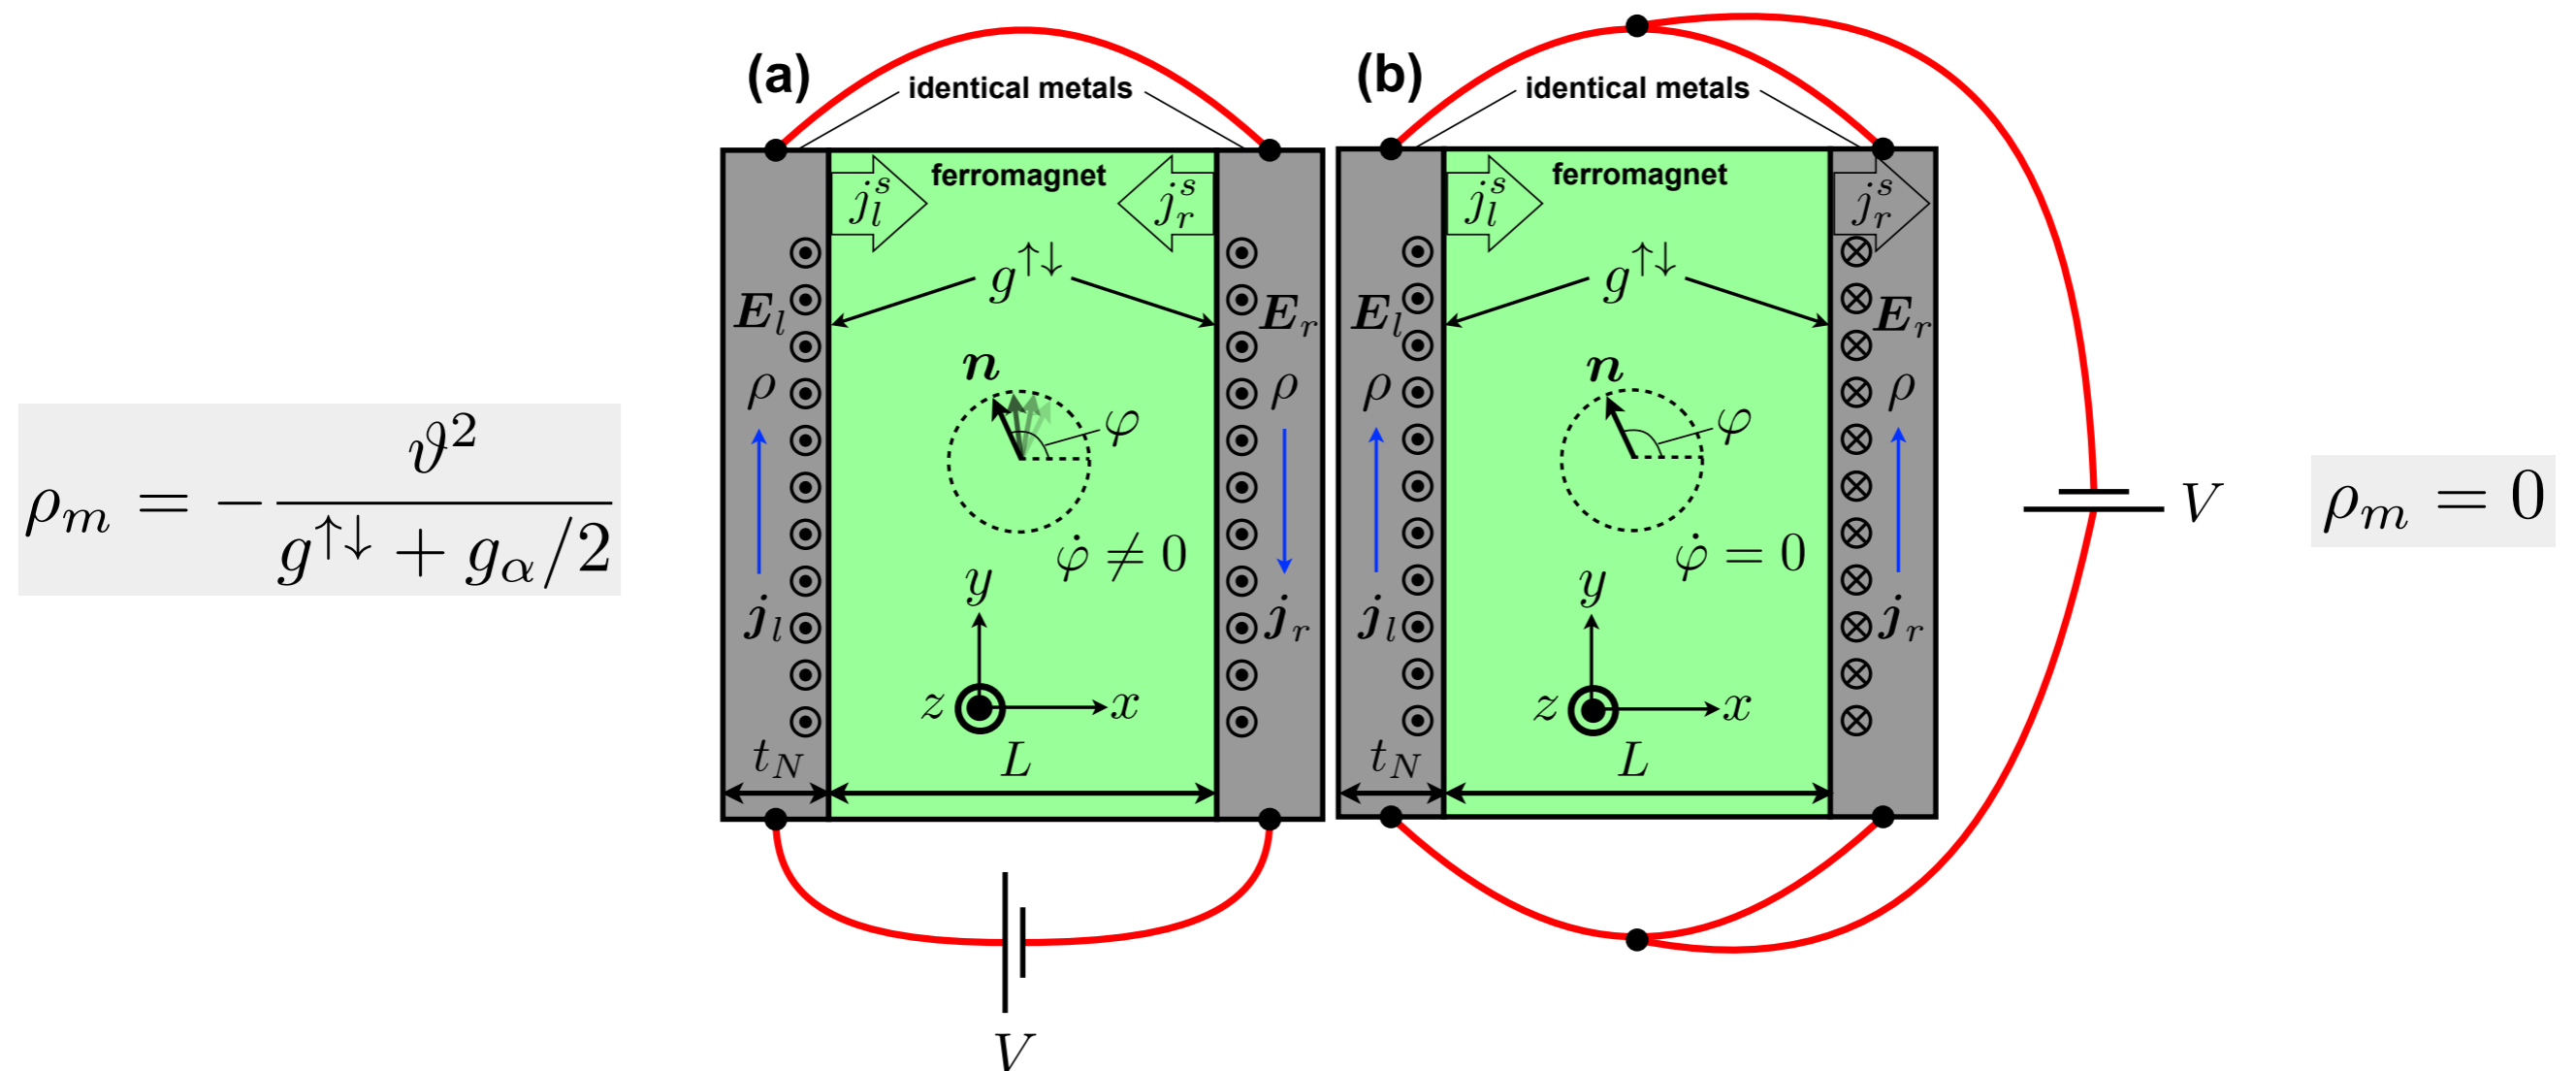 ρ_m = − ϑ² / (g^{↑↓} + g_α/2)
(a)
identical metals
ferromagnet
j_l^s
j_r^s
g^{↑↓}
E_l
E_r
n
ρ
ρ
φ
φ̇ ≠ 0
y
j_l
j_r
z
x
t_N
L
V
(b)
identical metals
ferromagnet
j_l^s
j_r^s
g^{↑↓}
E_l
E_r
n
ρ
ρ
φ
φ̇ = 0
y
j_l
j_r
z
x
t_N
L
V
ρ_m = 0